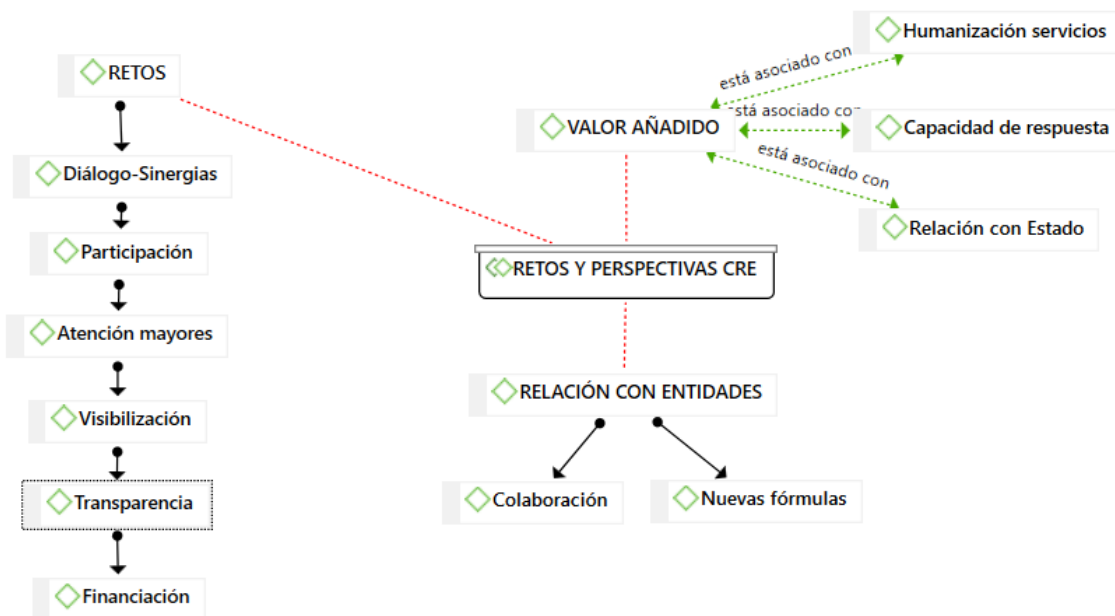 Humanización servicios
RETOS
está asociado con
está asociado con
VALOR AÑADIDO
Capacidad de respuesta
está asociado con
Diálogo-Sinergias
Relación con Estado
Participación
RETOS Y PERSPECTIVAS CRE
Atención mayores
RELACIÓN CON ENTIDADES
Visibilización
Colaboración
Nuevas fórmulas
Transparencia
Financiación